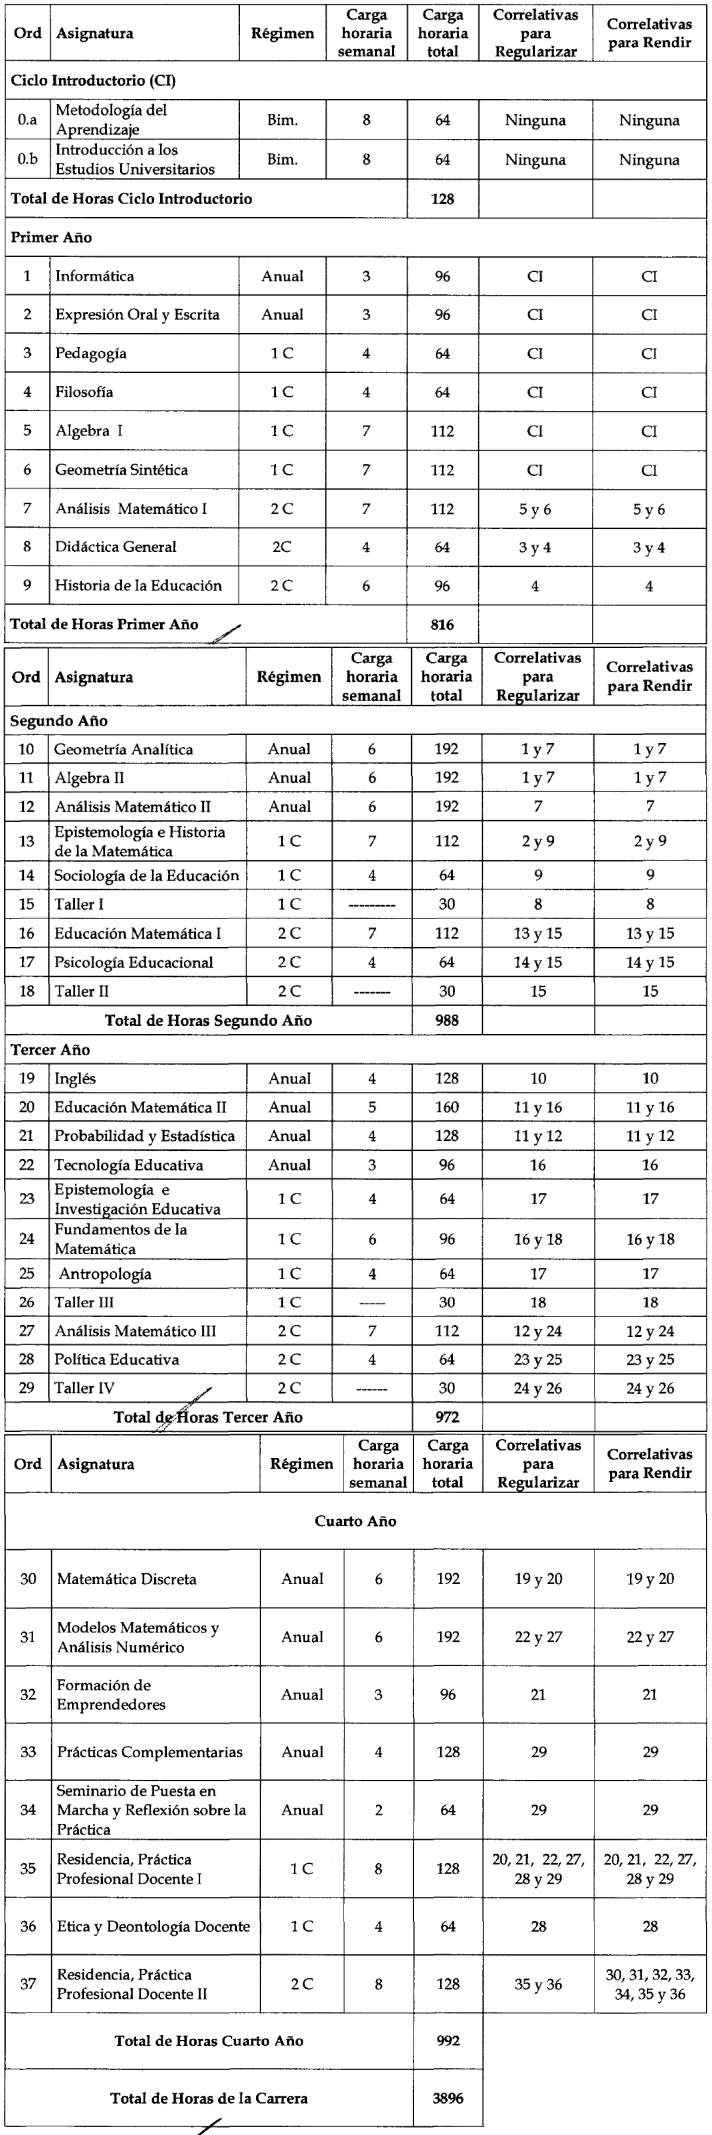 Ord Asignatura Régimen Carga horaria semanal Carga horaria total Correlativas para Regularizar Correlativas para Rendir
Ciclo Introductorio (CI)
0.a Metodología del Aprendizaje Bim. 8 64 Ninguna Ninguna
0.b Introducción a los Estudios Universitarios Bim. 8 64 Ninguna Ninguna
Total de Horas Ciclo Introductorio 128
Primer Año
1 Informática Anual 3 96 CI CI
2 Expresión Oral y Escrita Anual 3 96 CI CI
3 Pedagogía 1 C 4 64 CI CI
4 Filosofía 1 C 4 64 CI CI
5 Algebra I 1 C 7 112 CI CI
6 Geometría Sintética 1 C 7 112 CI CI
7 Análisis Matemático I 2 C 7 112 5 y 6 5 y 6
8 Didáctica General 2C 4 64 3 y 4 3 y 4
9 Historia de la Educación 2 C 6 96 4 4
Total de Horas Primer Año 816
Ord Asignatura Régimen Carga horaria semanal Carga horaria total Correlativas para Regularizar Correlativas para Rendir
Segundo Año
10 Geometría Analítica Anual 6 192 1 y 7 1 y 7
11 Algebra II Anual 6 192 1 y 7 1 y 7
12 Análisis Matemático II Anual 6 192 7 7
13 Epistemología e Historia de la Matemática 1 C 7 112 2 y 9 2 y 9
14 Sociología de la Educación 1 C 4 64 9 9
15 Taller I 1 C --------- 30 8 8
16 Educación Matemática I 2 C 7 112 13 y 15 13 y 15
17 Psicología Educacional 2 C 4 64 14 y 15 14 y 15
18 Taller II 2 C ------- 30 15 15
Total de Horas Segundo Año 988
Tercer Año
19 Inglés Anual 4 128 10 10
20 Educación Matemática II Anual 5 160 11 y 16 11 y 16
21 Probabilidad y Estadística Anual 4 128 11 y 12 11 y 12
22 Tecnología Educativa Anual 3 96 16 16
23 Epistemología e Investigación Educativa 1 C 4 64 17 17
24 Fundamentos de la Matemática 1 C 6 96 16 y 18 16 y 18
25 Antropología 1 C 4 64 17 17
26 Taller III 1 C ----- 30 18 18
27 Análisis Matemático III 2 C 7 112 12 y 24 12 y 24
28 Política Educativa 2 C 4 64 23 y 25 23 y 25
29 Taller IV 2 C ------ 30 24 y 26 24 y 26
Total de Horas Tercer Año 972
Ord Asignatura Régimen Carga horaria semanal Carga horaria total Correlativas para Regularizar Correlativas para Rendir
Cuarto Año
30 Matemática Discreta Anual 6 192 19 y 20 19 y 20
31 Modelos Matemáticos y Análisis Numérico Anual 6 192 22 y 27 22 y 27
32 Formación de Emprendedores Anual 3 96 21 21
33 Prácticas Complementarias Anual 4 128 29 29
34 Seminario de Puesta en Marcha y Reflexión sobre la Práctica Anual 2 64 29 29
35 Residencia, Práctica Profesional Docente I 1 C 8 128 20, 21, 22, 27, 28 y 29 20, 21, 22, 27, 28 y 29
36 Etica y Deontología Docente 1 C 4 64 28 28
37 Residencia, Práctica Profesional Docente II 2 C 8 128 35 y 36 30, 31, 32, 33, 34, 35 y 36
Total de Horas Cuarto Año 992
Total de Horas de la Carrera 3896